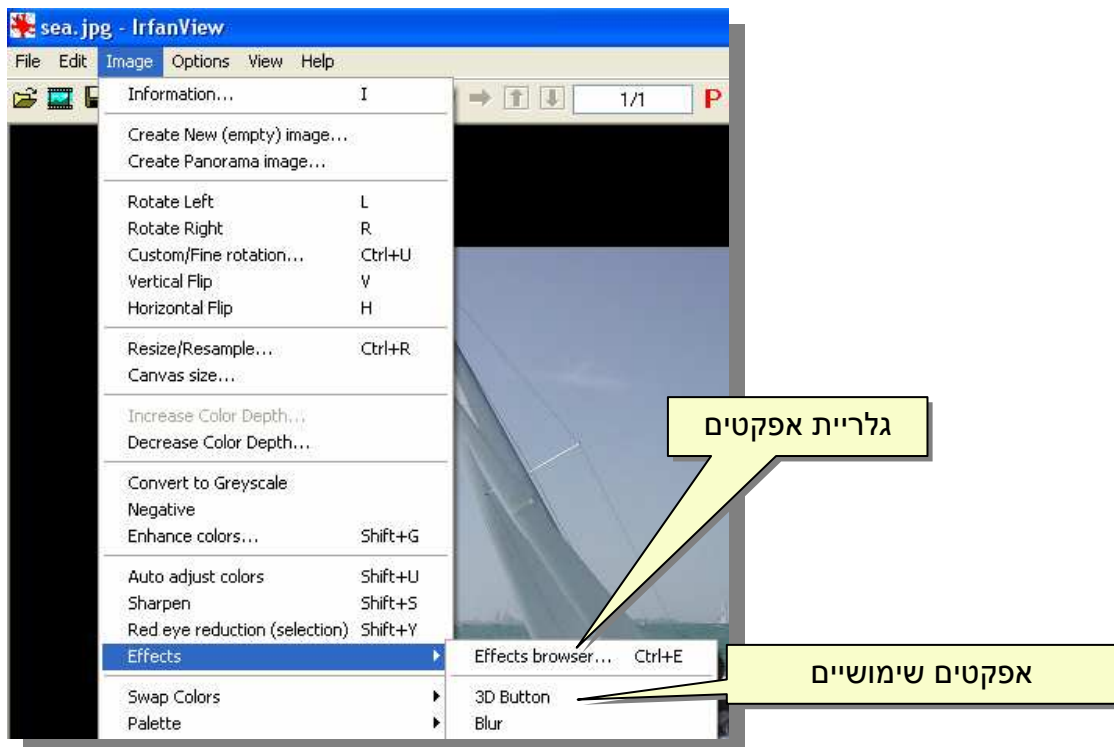 sea.jpg - IrfanView
File Edit Image Options View Help
1/1 P
Information... I
Create New (empty) image...
Create Panorama image...
Rotate Left L
Rotate Right R
Custom/Fine rotation... Ctrl+U
Vertical Flip V
Horizontal Flip H
Resize/Resample... Ctrl+R
Canvas size...
Increase Color Depth...
Decrease Color Depth...
גלריית אפקטים
Convert to Greyscale
Negative
Enhance colors... Shift+G
Auto adjust colors Shift+U
Sharpen Shift+S
Red eye reduction (selection) Shift+Y
Effects
Effects browser... Ctrl+E
אפקטים שימושיים
Swap Colors
3D Button
Palette
Blur